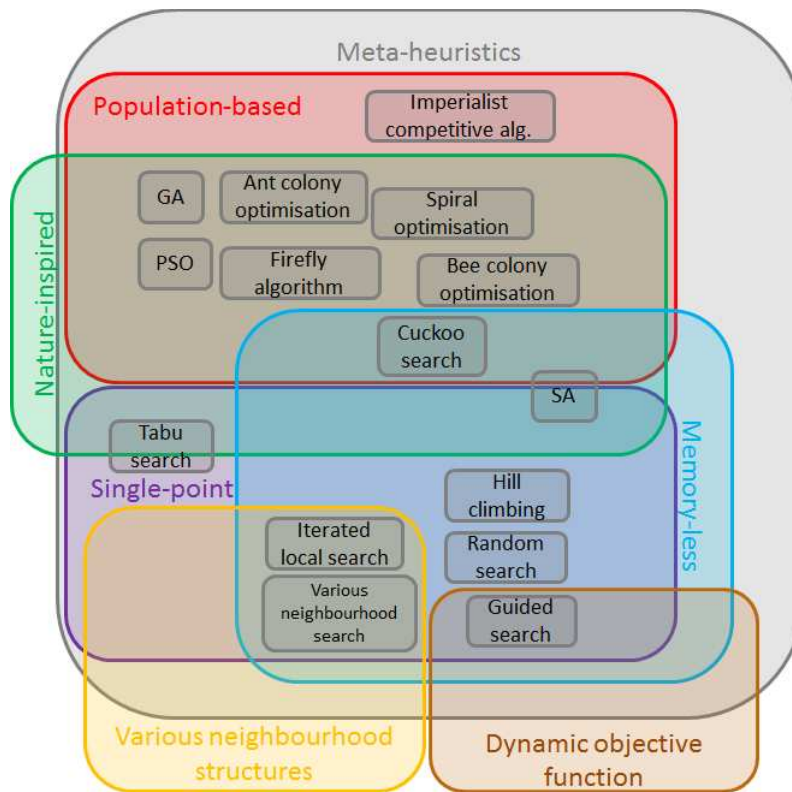 Meta-heuristics
Population-based
Imperialist
competitive alg.
Nature-inspired
GA
Ant colony
optimisation
Spiral
optimisation
PSO
Firefly
algorithm
Bee colony
optimisation
Cuckoo
search
SA
Tabu
search
Single-point
Memory-less
Hill
climbing
Iterated
local search
Random
search
Various
neighbourhood
search
Guided
search
Various neighbourhood
structures
Dynamic objective
function